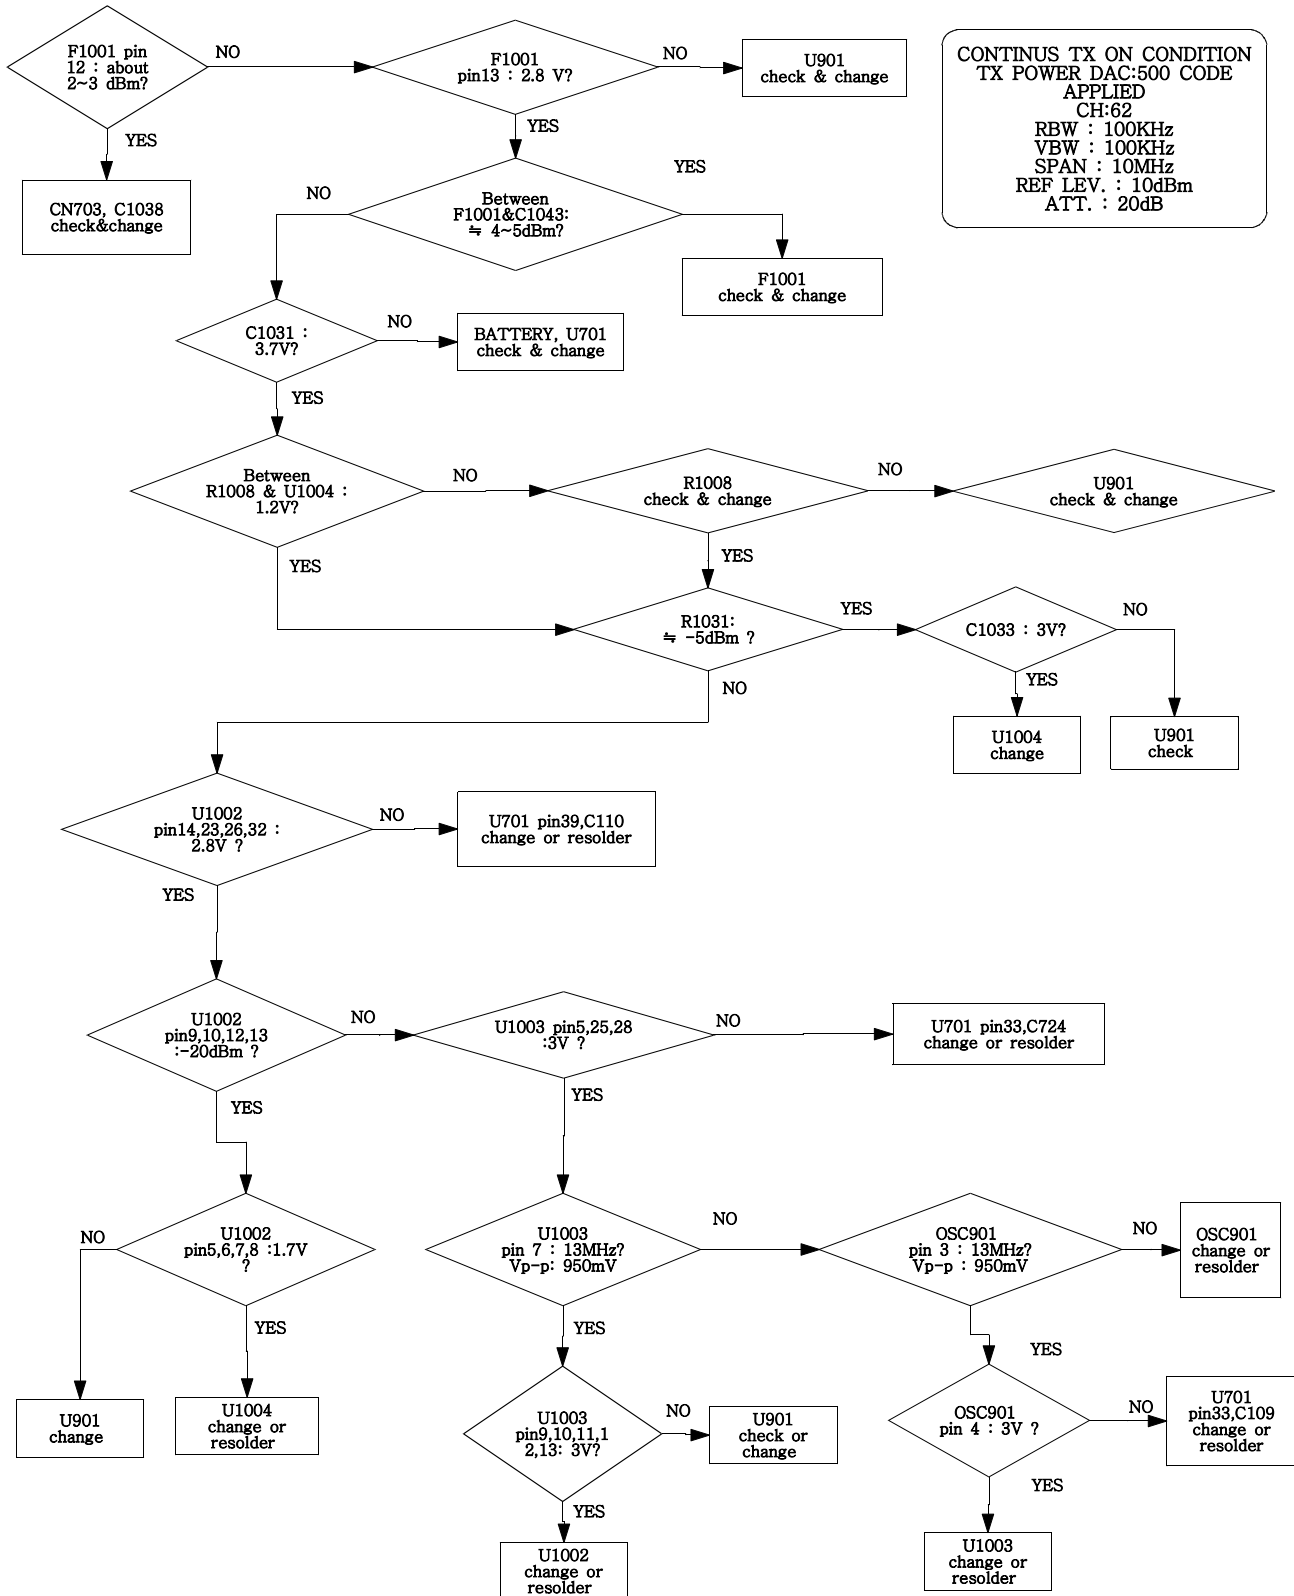 F1001 pin
12 : about
2~3 dBm?
NO
F1001
pin13 : 2.8 V?
NO
U901
check & change
CONTINUS TX ON CONDITION
TX POWER DAC:500 CODE
APPLIED
CH:62
RBW : 100KHz
VBW : 100KHz
SPAN : 10MHz
REF LEV. : 10dBm
ATT. : 20dB
YES
YES
CN703, C1038
check&change
NO
Between
F1001&C1043:
≒ 4~5dBm?
YES
F1001
check & change
C1031 :
3.7V?
NO
BATTERY, U701
check & change
YES
Between
R1008 & U1004 :
1.2V?
NO
R1008
check & change
NO
U901
check & change
YES
YES
R1031:
≒ -5dBm ?
YES
C1033 : 3V?
NO
NO
YES
U1004
change
U901
check
U1002
pin14,23,26,32 :
2.8V ?
NO
U701 pin39,C110
change or resolder
YES
U1002
pin9,10,12,13
:-20dBm ?
NO
U1003 pin5,25,28
:3V ?
NO
U701 pin33,C724
change or resolder
YES
YES
NO
U1002
pin5,6,7,8 :1.7V
?
U1003
pin 7 : 13MHz?
Vp-p: 950mV
NO
OSC901
pin 3 : 13MHz?
Vp-p : 950mV
NO
OSC901
change or
resolder
YES
YES
YES
U901
change
U1004
change or
resolder
U1003
pin9,10,11,1
2,13: 3V?
NO
U901
check or
change
OSC901
pin 4 : 3V ?
NO
U701
pin33,C109
change or
resolder
YES
YES
U1002
change or
resolder
U1003
change or
resolder